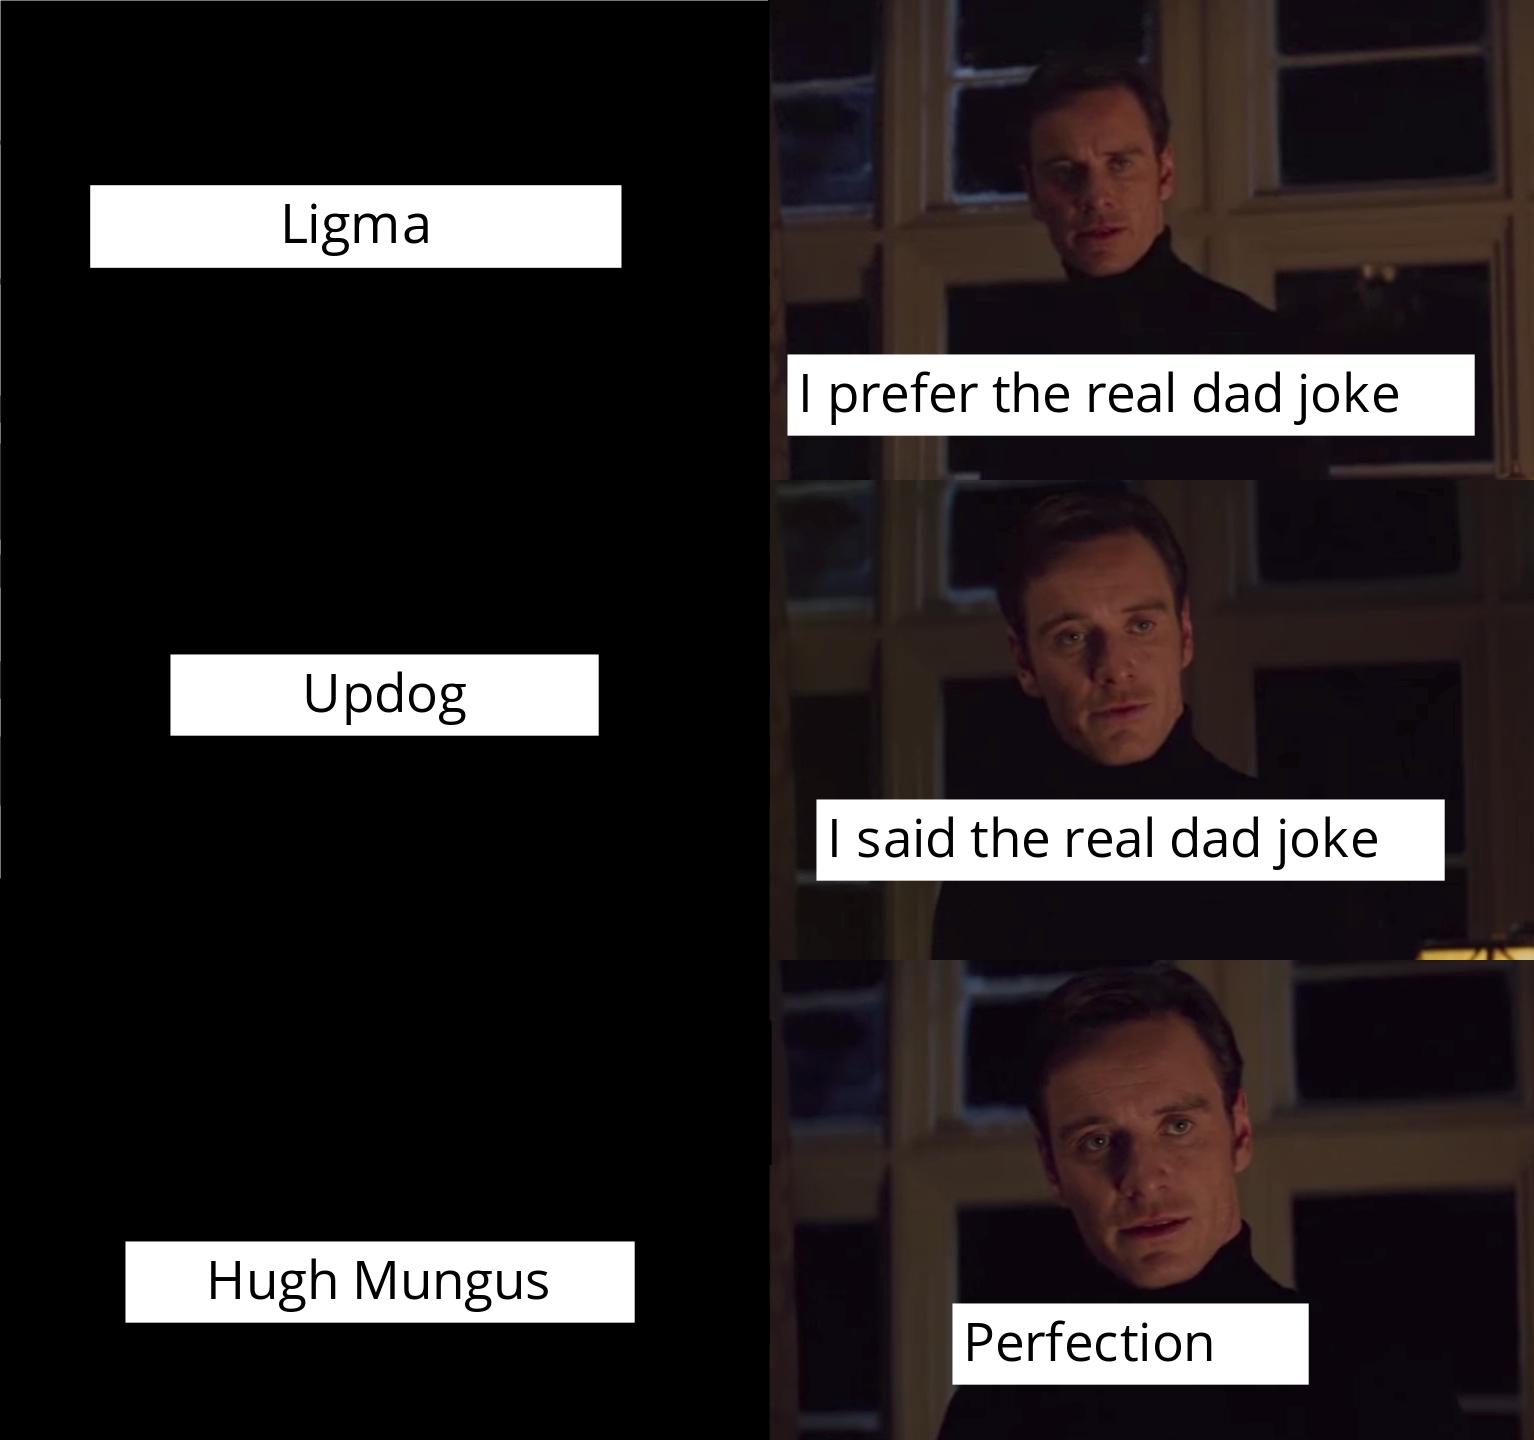 Ligma
I prefer the real dad joke
Updog
I said the real dad joke
Hugh Mungus
Perfection